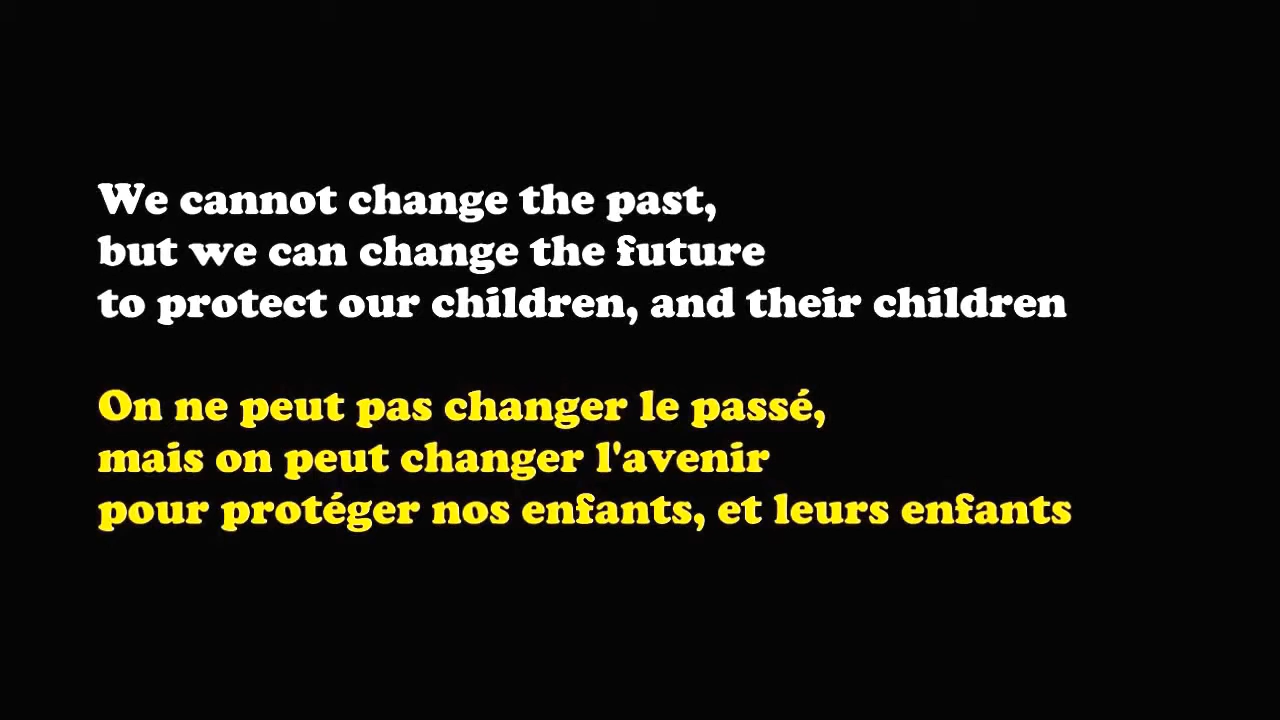 We cannot change the past,
but we can change the future
to protect our children, and their children
On ne peut pas changer le passé,
mais on peut changer l'avenir
pour protéger nos enfants, et leurs enfants